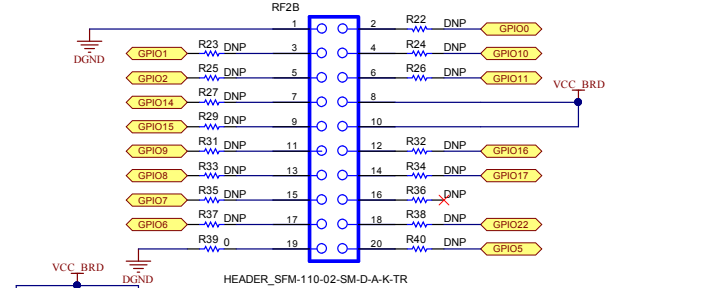 RF2B
1 2 R22 DNP GPIO0
DGND
GPIO1 R23 DNP 3 4 R24 DNP GPIO10
GPIO2 R25 DNP 5 6 R26 DNP GPIO11
GPIO14 R27 DNP 7 8 VCC_BRD
GPIO15 R29 DNP 9 10
GPIO9 R31 DNP 11 12 R32 DNP GPIO16
GPIO8 R33 DNP 13 14 R34 DNP GPIO17
GPIO7 R35 DNP 15 16 R36 DNP
GPIO6 R37 DNP 17 18 R38 DNP GPIO22
R39 0 19 20 R40 DNP GPIO5
VCC_BRD
DGND
HEADER_SFM-110-02-SM-D-A-K-TR